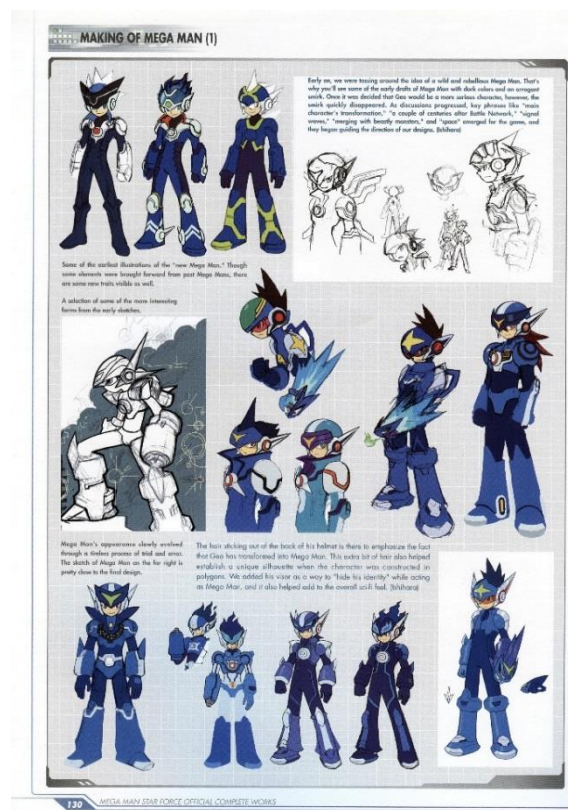 MAKING OF MEGA MAN (1)
Early on, we were tossing around the idea of a wild and rebellious Mega Man. That's
why you'll see some of the early drafts of Mega Man with dark colors and an arrogant
smirk. Once it was decided that Geo would be a more serious character, however, the
smirk quickly disappeared. As discussions progressed, key phrases like "main
character's transformation," "a couple of centuries after Battle Network," "signal
waves," "merging with beastly monsters," and "space" emerged for the game, and
they began guiding the direction of our designs. (Ishihara)
Some of the earliest illustrations of the "new Mega Man." Though
some elements were brought forward from past Mega Mans, there
are some new traits visible as well.
A selection of some of the more interesting
forms from the early sketches.
Mega Man's appearance slowly evolved
through a timeless process of trial and error.
The sketch of Mega Man on the far right is
pretty close to the final design.
The hair sticking out of the back of his helmet is there to emphasize the fact
that Geo has transformed into Mega Man. This extra bit of hair also helped
establish a unique silhouette when the character was constructed in
polygons. We added his visor as a way to "hide his identity" while acting
as Mega Man, and it also helped add to the overall sci-fi feel. (Ishihara)
130 MEGA MAN STAR FORCE OFFICIAL COMPLETE WORKS